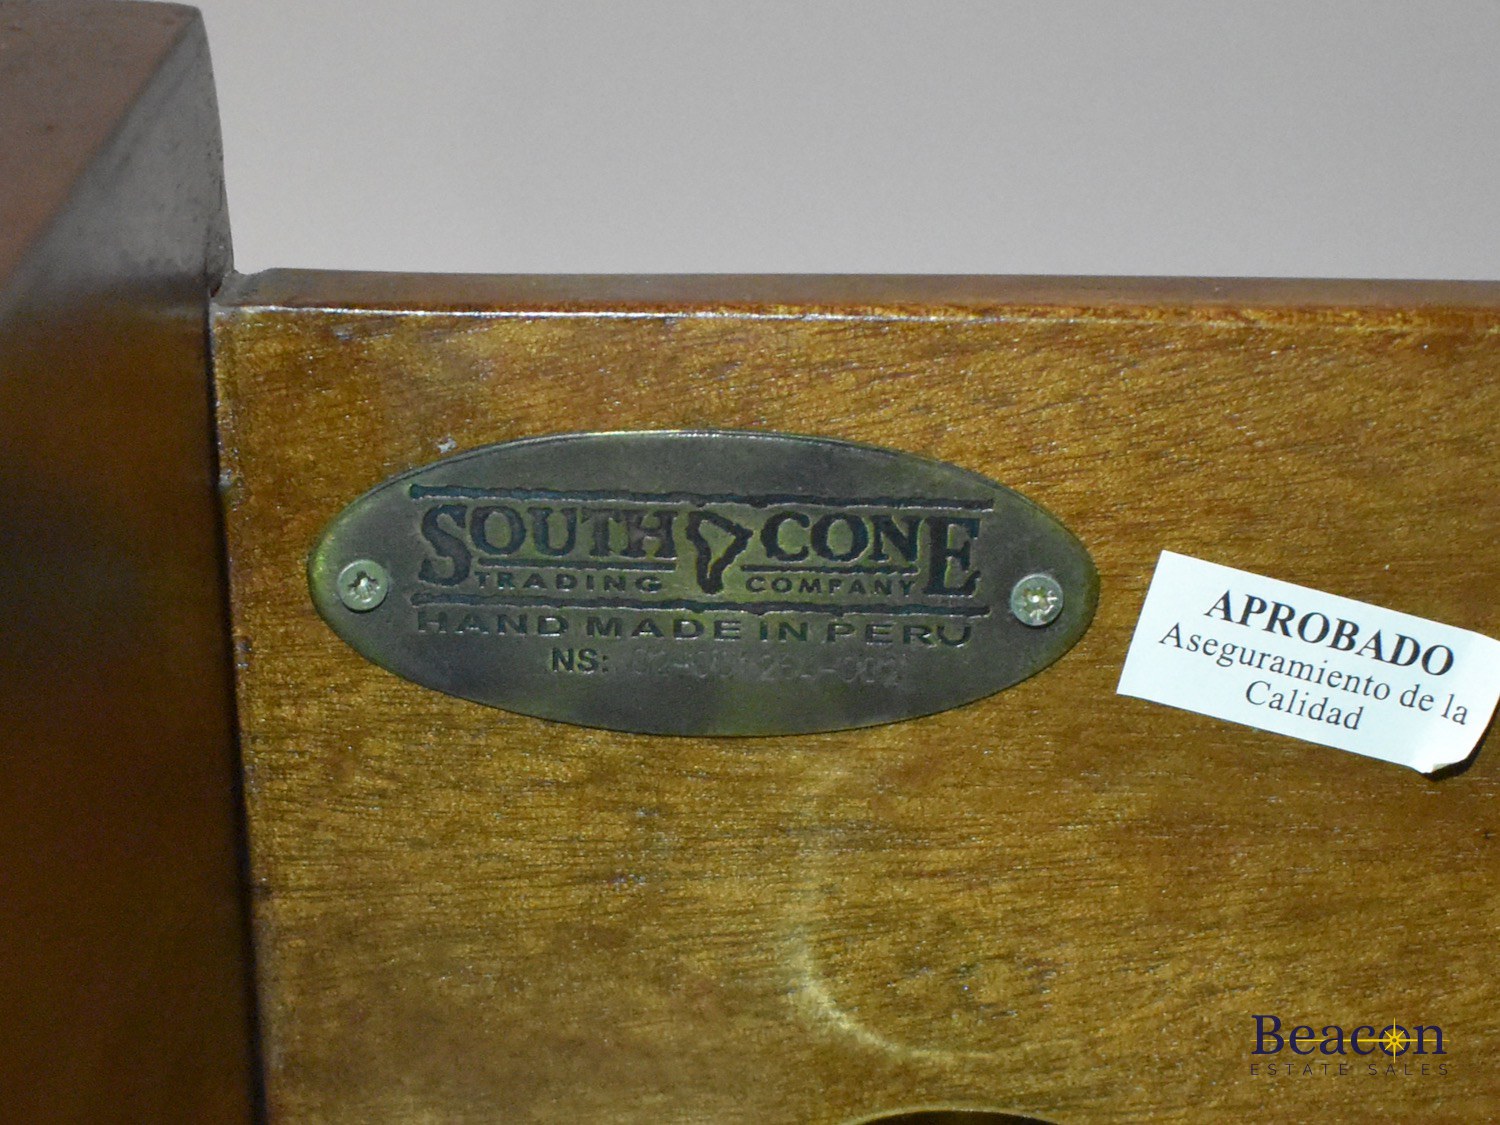 SOUTH CONE
TRADING COMPANY
HAND MADE IN PERU
NS:
APROBADO
Aseguramiento de la
Calidad
Beacon
ESTATE SALES